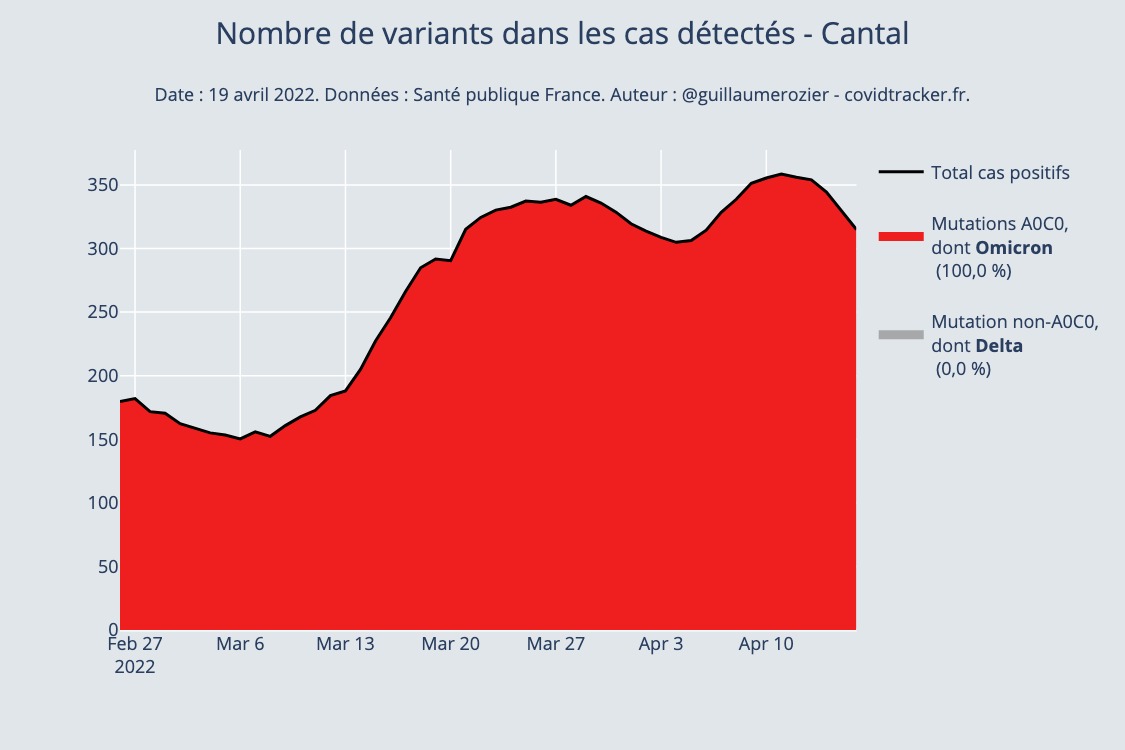 Nombre de variants dans les cas détectés - Cantal
Date : 19 avril 2022. Données : Santé publique France. Auteur : @guillaumerozier - covidtracker.fr.
350
300
250
200
150
100
50
0
Feb 27
2022
Mar 6
Mar 13
Mar 20
Mar 27
Apr 3
Apr 10
Total cas positifs
Mutations A0C0,
dont Omicron
(100,0 %)
Mutation non-A0C0,
dont Delta
(0,0 %)